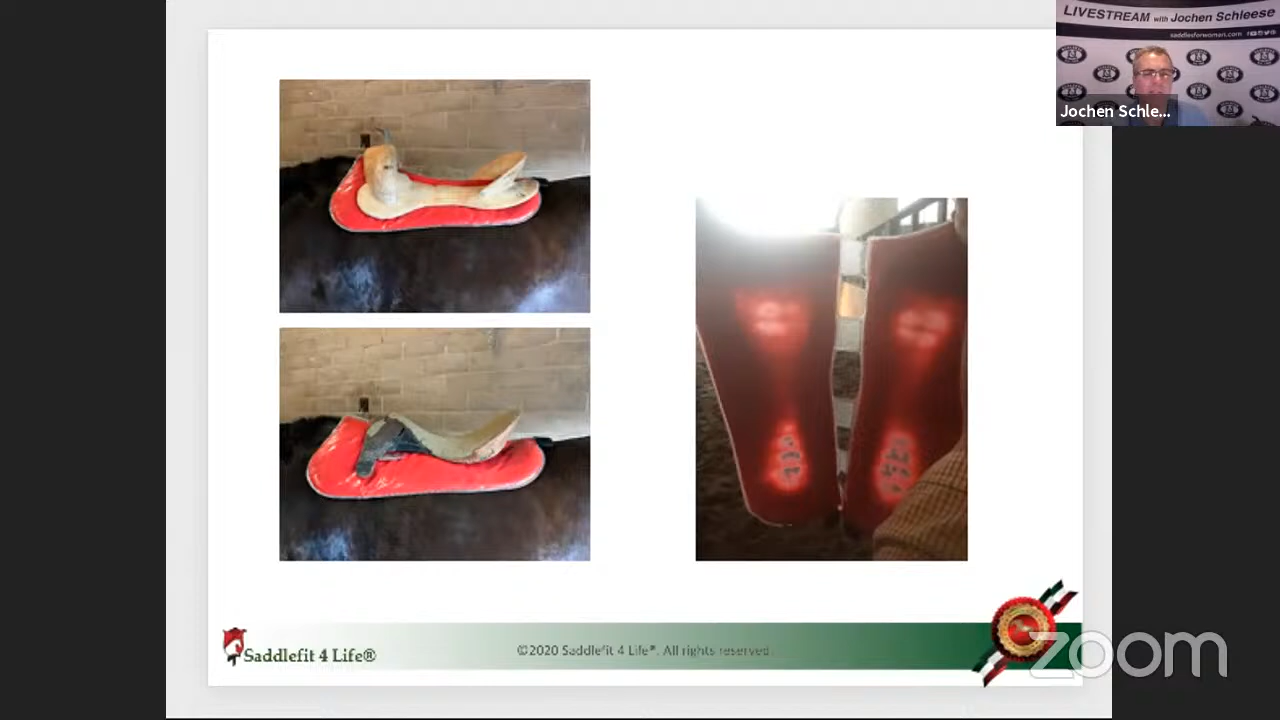 LIVESTREAM with Jochen Schleese
saddlesforwomen.com
Jochen Schle...
Saddlefit 4 Life®
©2020 Saddlefit 4 Life®. All rights reserved.
zoom